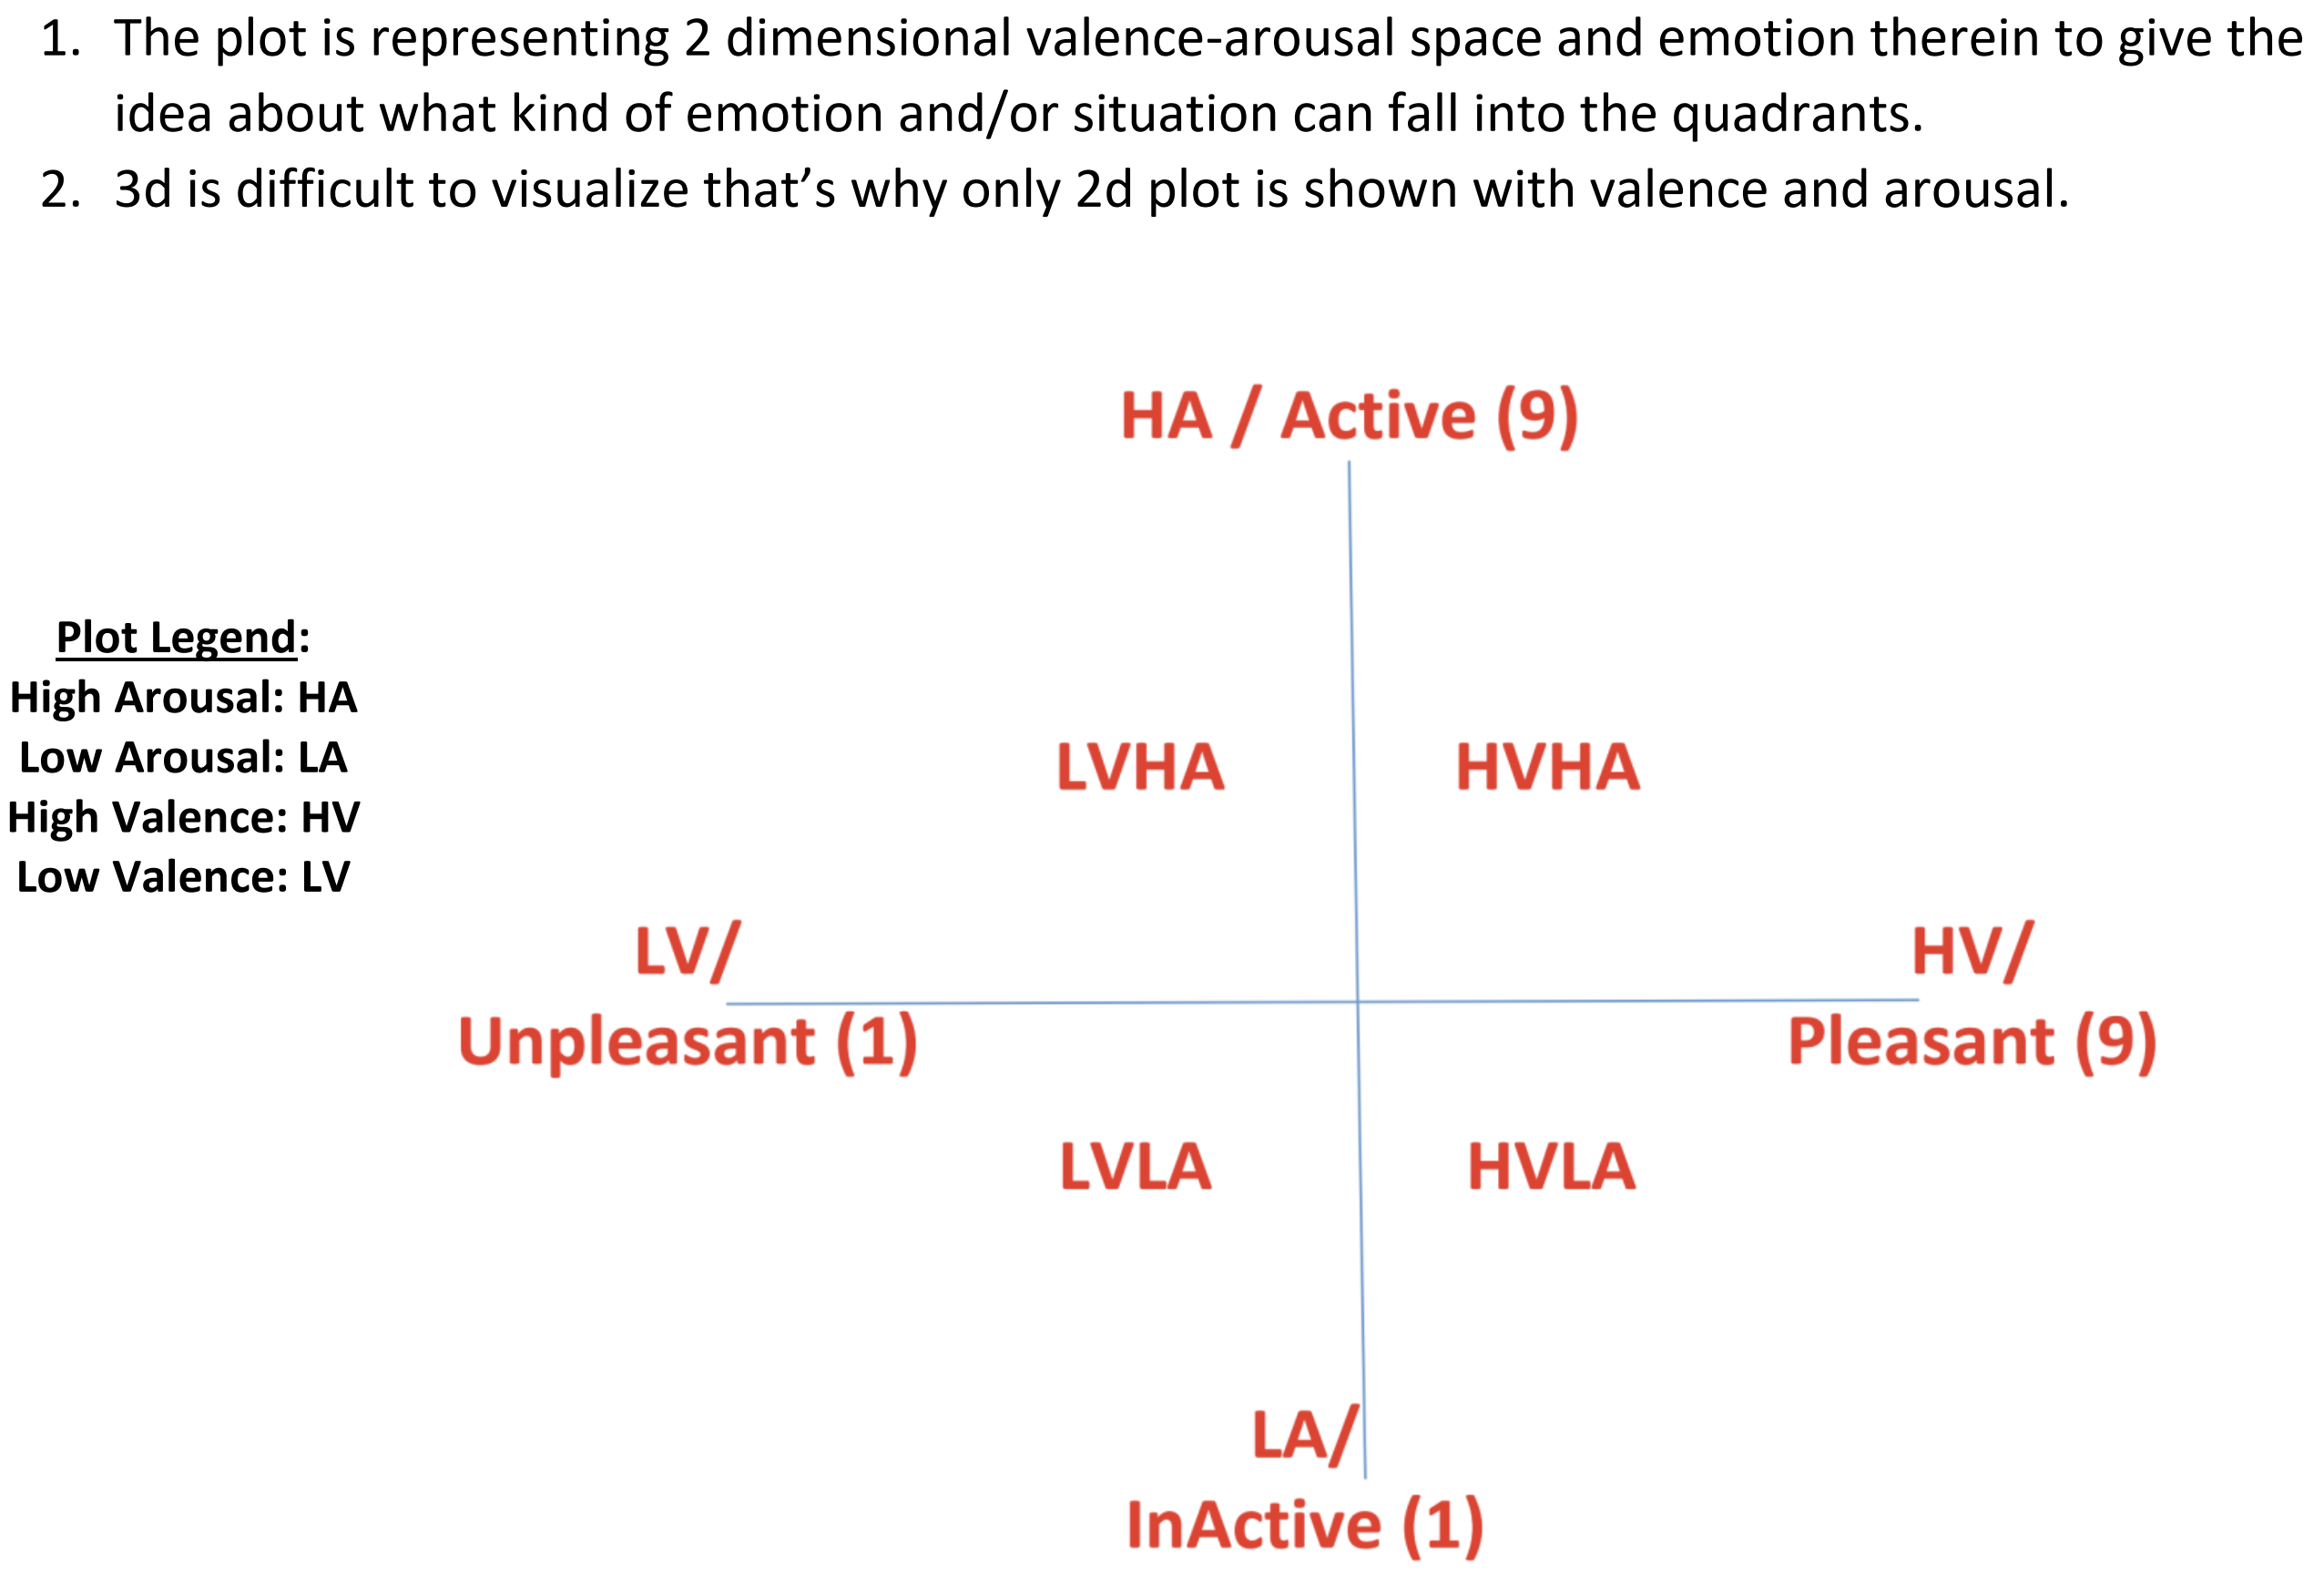 1. The plot is representing 2 dimensional valence-arousal space and emotion therein to give the
idea about what kind of emotion and/or situation can fall into the quadrants.
2. 3d is difficult to visualize that’s why only 2d plot is shown with valence and arousal.
HA / Active (9)
Plot Legend:
High Arousal: HA
Low Arousal: LA
High Valence: HV
Low Valence: LV
LVHA
HVHA
LV/
Unpleasant (1)
HV/
Pleasant (9)
LVLA
HVLA
LA/
InActive (1)